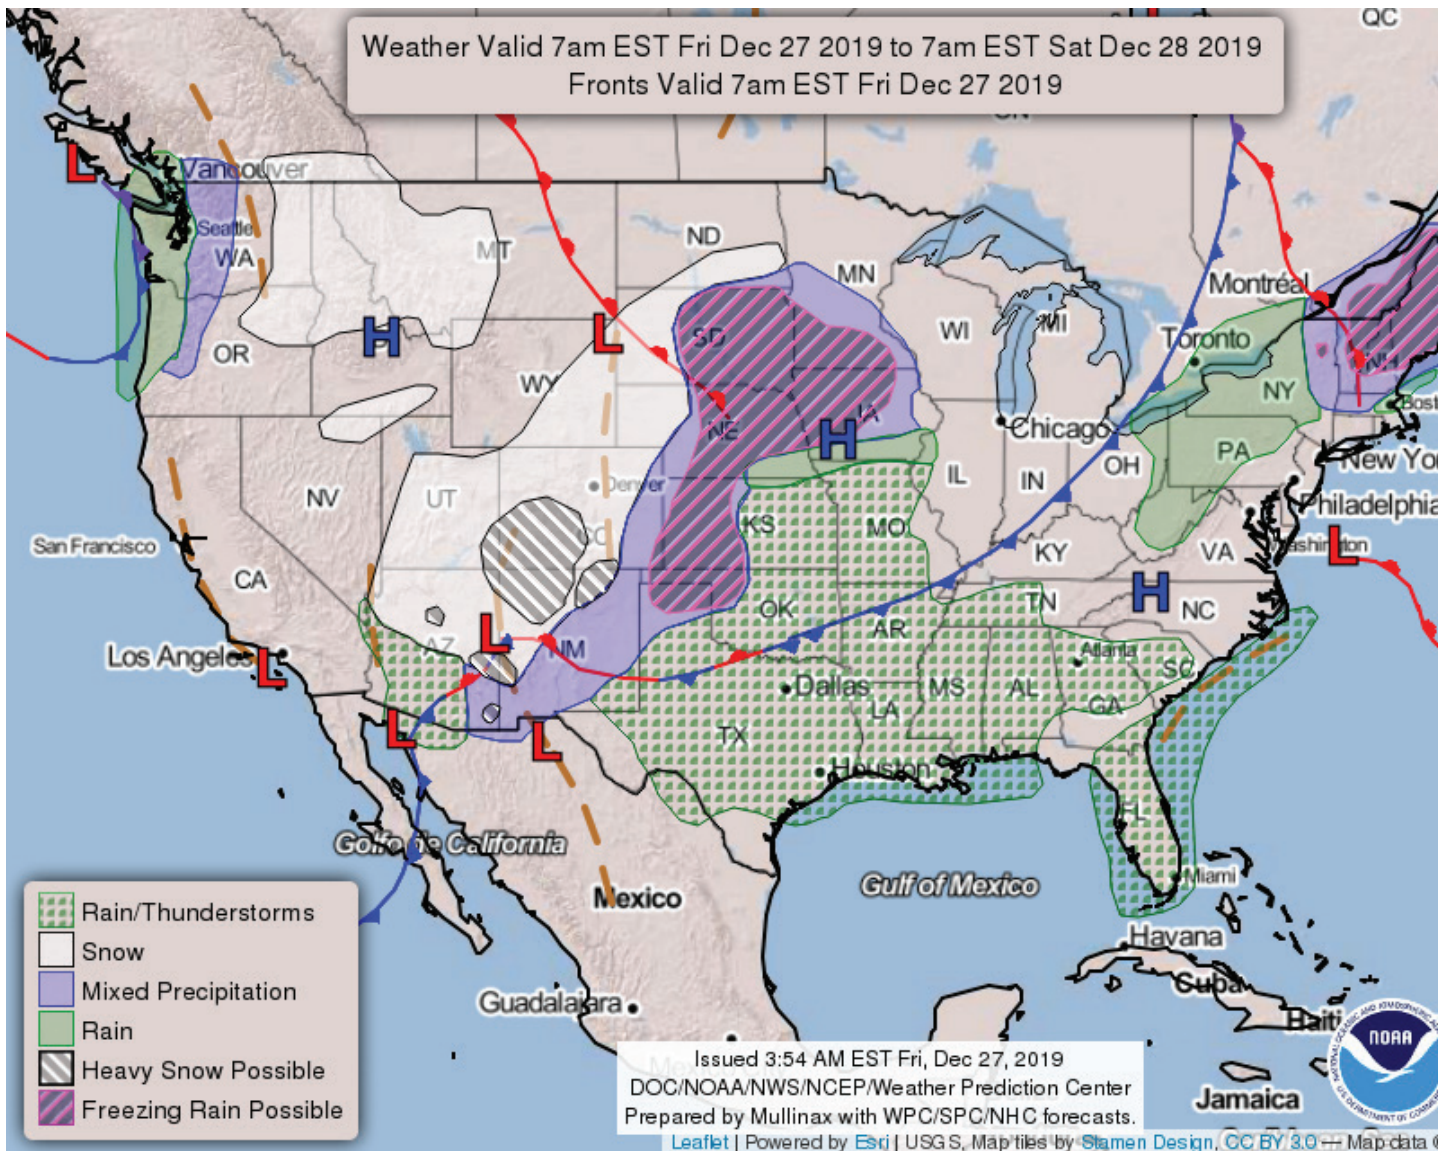 QC
Weather Valid 7am EST Fri Dec 27 2019 to 7am EST Sat Dec 28 2019
Fronts Valid 7am EST Fri Dec 27 2019
L
Vancouver
Seattle
WA
MT
ND
MN
Montréal
OR
H
L
SD
WI
MI
Toronto
WY
NY
NH
NE
IA
H
Chicago
Bost
PA
New Yo
NV
UT
Denver
CO
KS
MO
IL
IN
OH
Philadelphia
San Francisco
CA
KY
VA
Washington
L
H
NC
OK
TN
AR
L
AZ
NM
Los Angeles
L
Atlanta
SC
Dallas
MS
AL
GA
LA
L
L
TX
Houston
FL
Golfo de California
Mexico
Gulf of Mexico
Miami
Havana
Cuba
Haiti
Guadalajara
Jamaica
Rain/Thunderstorms
Snow
Mixed Precipitation
Rain
Heavy Snow Possible
Freezing Rain Possible
Mexico City
Issued 3:54 AM EST Fri, Dec 27, 2019
DOC/NOAA/NWS/NCEP/Weather Prediction Center
Prepared by Mullinax with WPC/SPC/NHC forecasts.
NOAA
Leaflet | Powered by Esri | USGS, Map tiles by Stamen Design, CC BY 3.0 — Map data ©